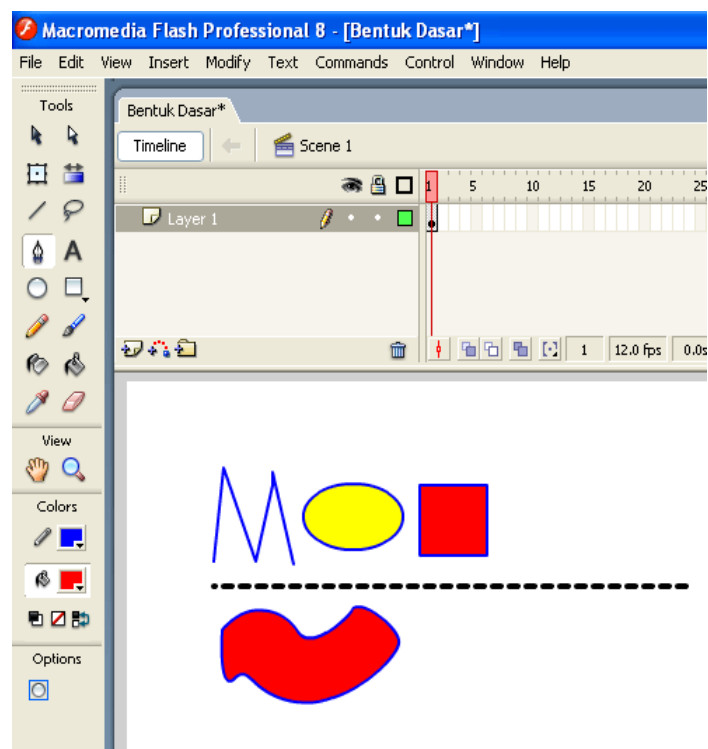 Macromedia Flash Professional 8 - [Bentuk Dasar*]
File Edit View Insert Modify Text Commands Control Window Help
Tools
Bentuk Dasar*
Timeline
Scene 1
1 5 10 15 20 25
Layer 1
A
1 12.0 fps 0.0s
View
Colors
Options